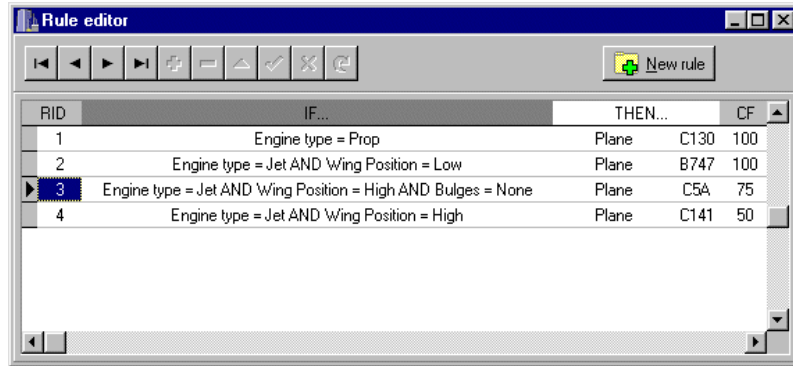 Rule editor
New rule
RID IF... THEN... CF
1 Engine type = Prop Plane C130 100
2 Engine type = Jet AND Wing Position = Low Plane B747 100
3 Engine type = Jet AND Wing Position = High AND Bulges = None Plane C5A 75
4 Engine type = Jet AND Wing Position = High Plane C141 50